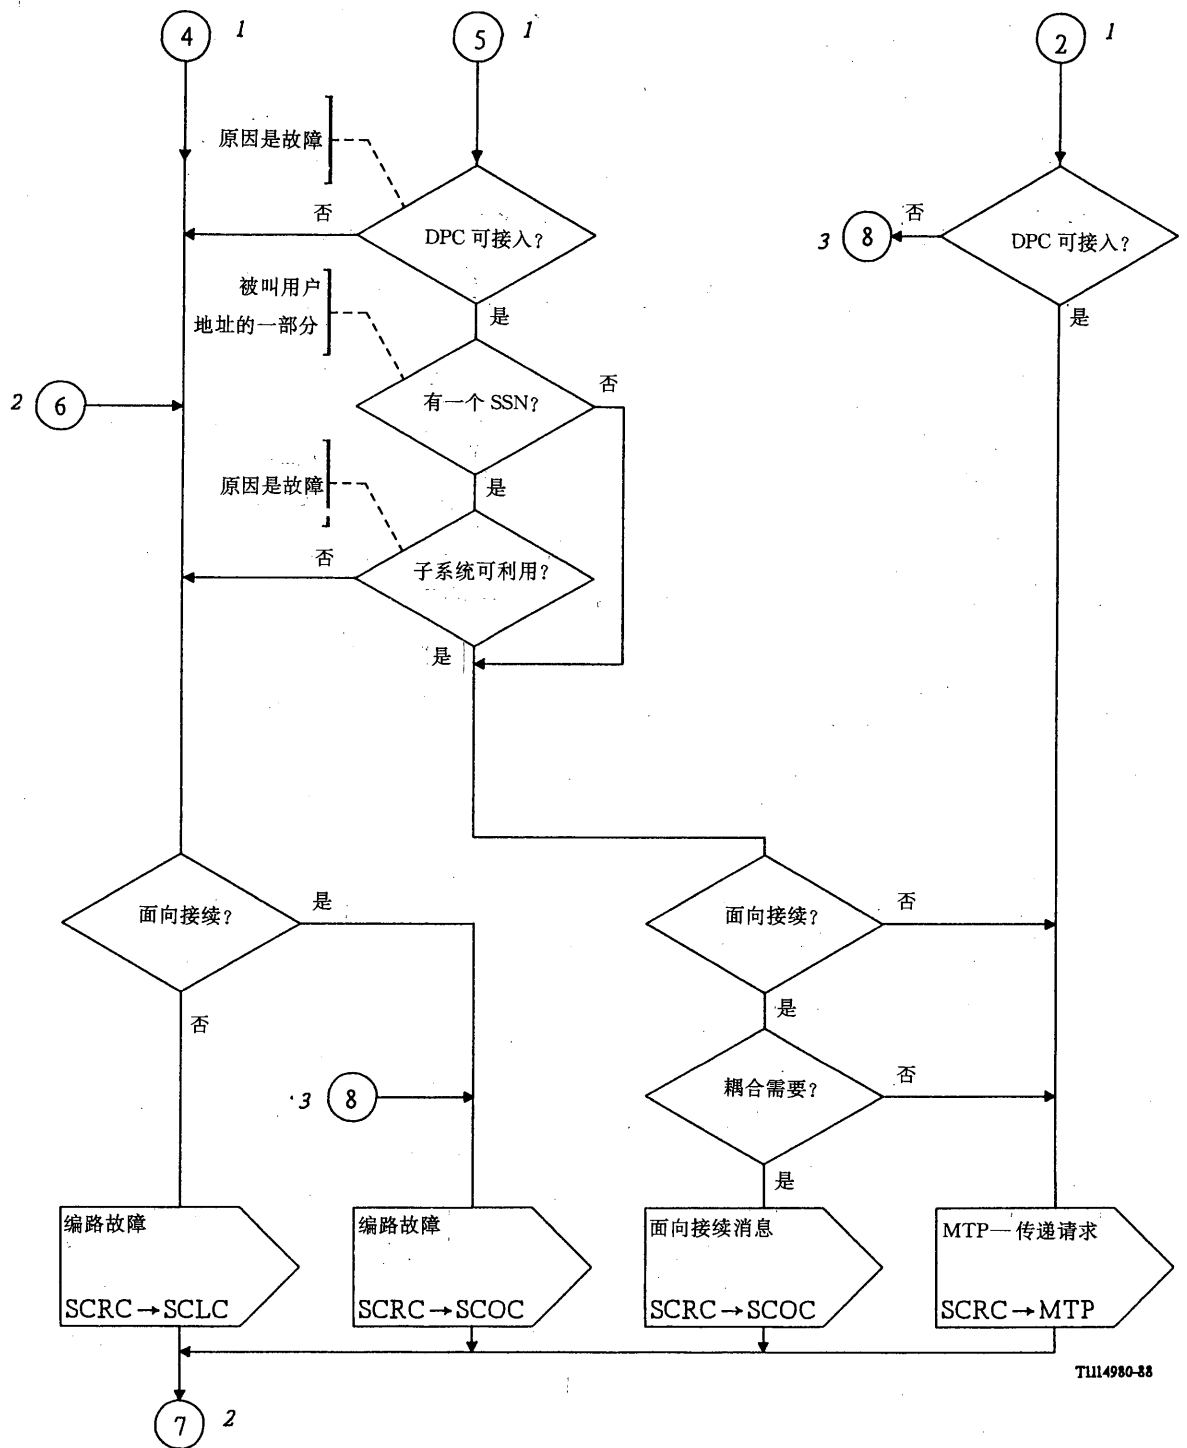 4 1
5 1
2 1
原因是故障
否
DPC 可接入?
3 8
否
DPC 可接入?
被叫用户
地址的一部分
是
是
2 6
有一个 SSN?
否
原因是故障
是
否
子系统可利用?
是
面向接续?
是
面向接续?
否
否
是
3 8
耦合需要?
否
是
编路故障
SCRC→SCLC
编路故障
SCRC→SCOC
面向接续消息
SCRC→SCOC
MTP—传递请求
SCRC→MTP
T1114980-88
7 2